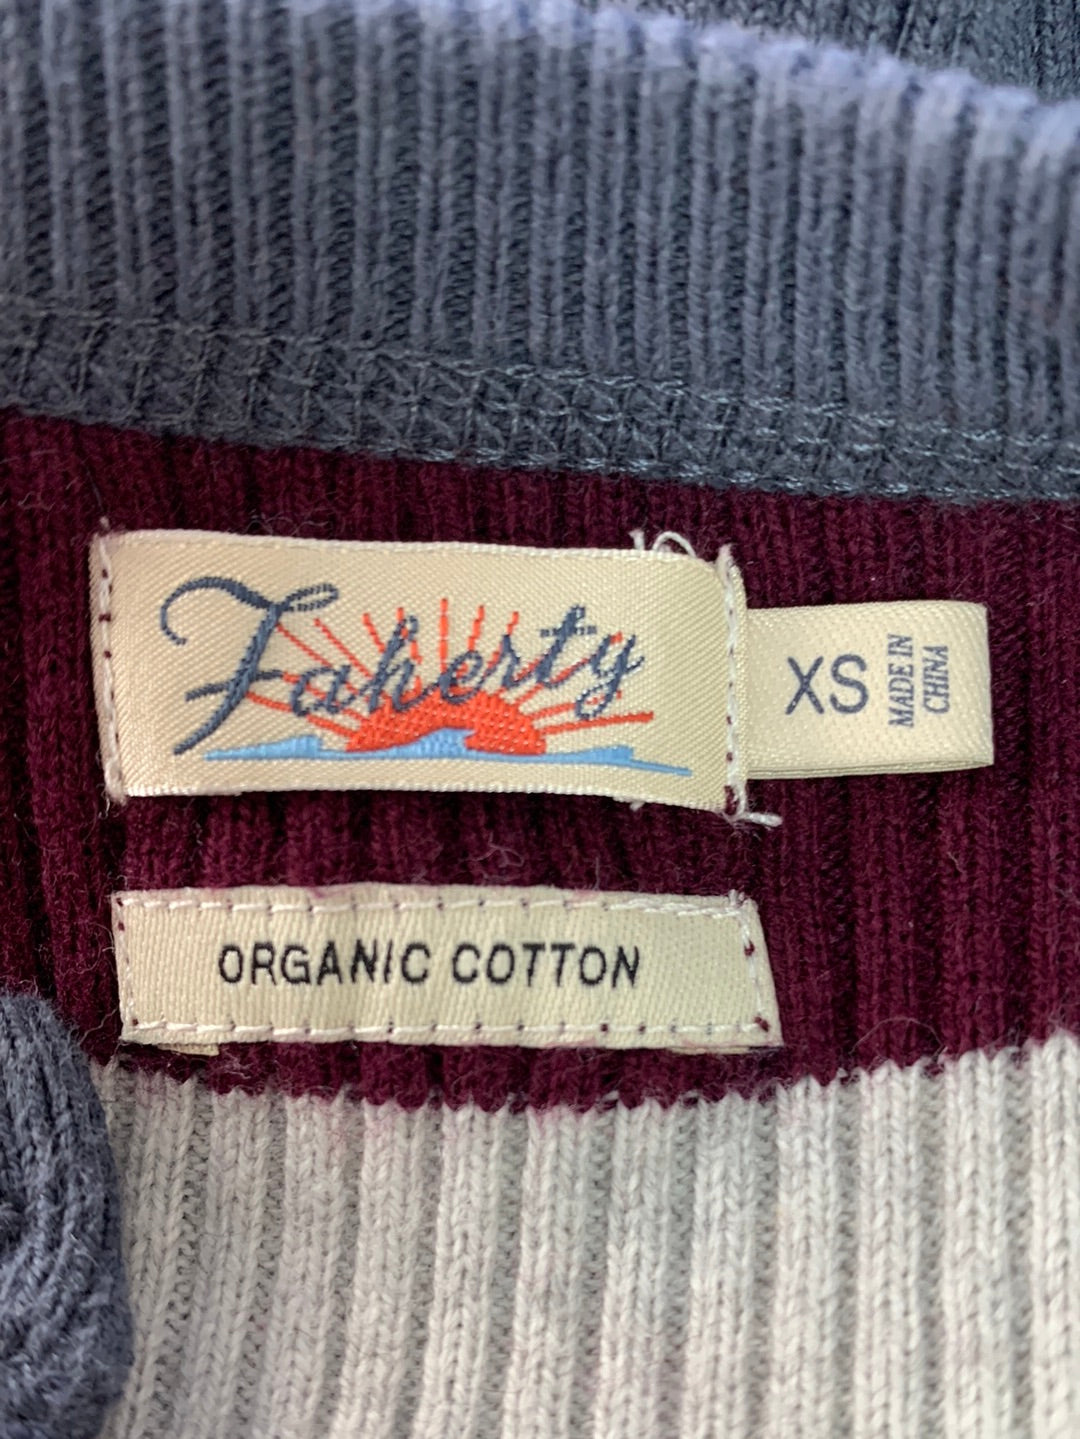 Faherty
XS
MADE IN
CHINA
ORGANIC COTTON